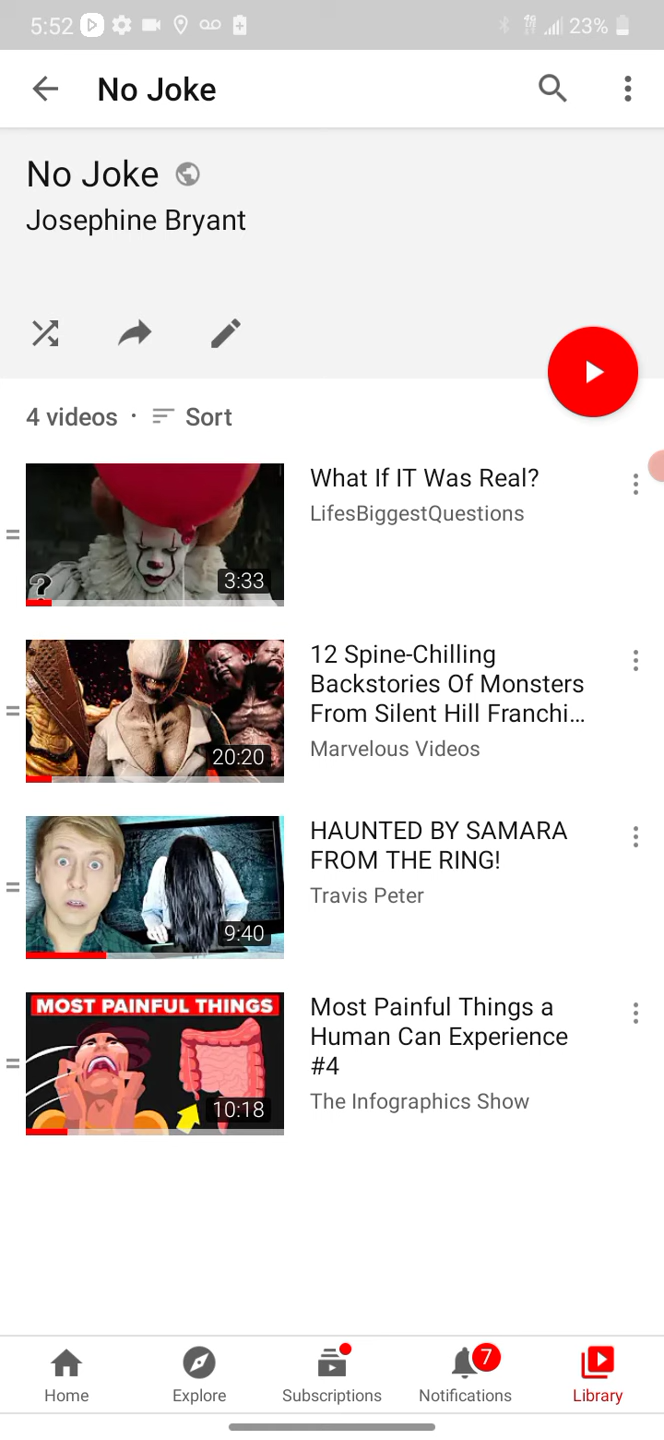 5:52 23%
No Joke
No Joke
Josephine Bryant
4 videos · Sort
What If IT Was Real?
LifesBiggestQuestions
?
3:33
12 Spine-Chilling
Backstories Of Monsters
From Silent Hill Franchi...
Marvelous Videos
20:20
HAUNTED BY SAMARA
FROM THE RING!
Travis Peter
9:40
MOST PAINFUL THINGS
Most Painful Things a
Human Can Experience
#4
The Infographics Show
10:18
7
Home Explore Subscriptions Notifications Library